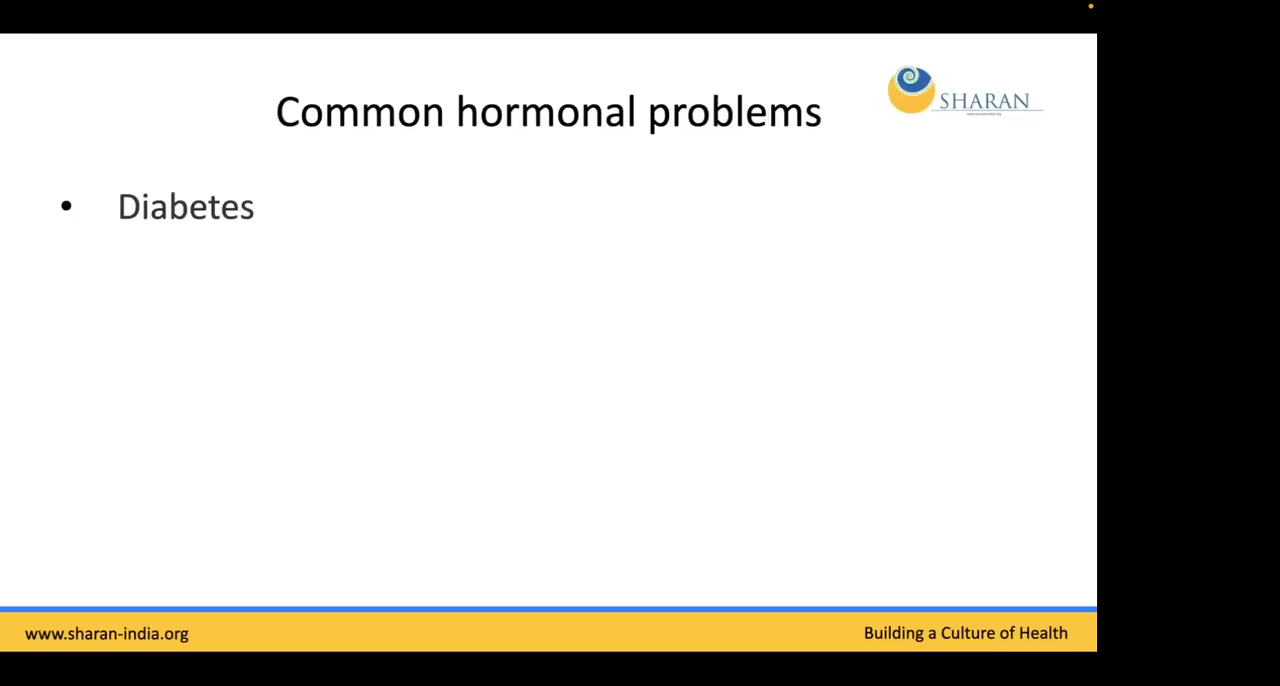 Common hormonal problems
SHARAN
• Diabetes
www.sharan-india.org
Building a Culture of Health